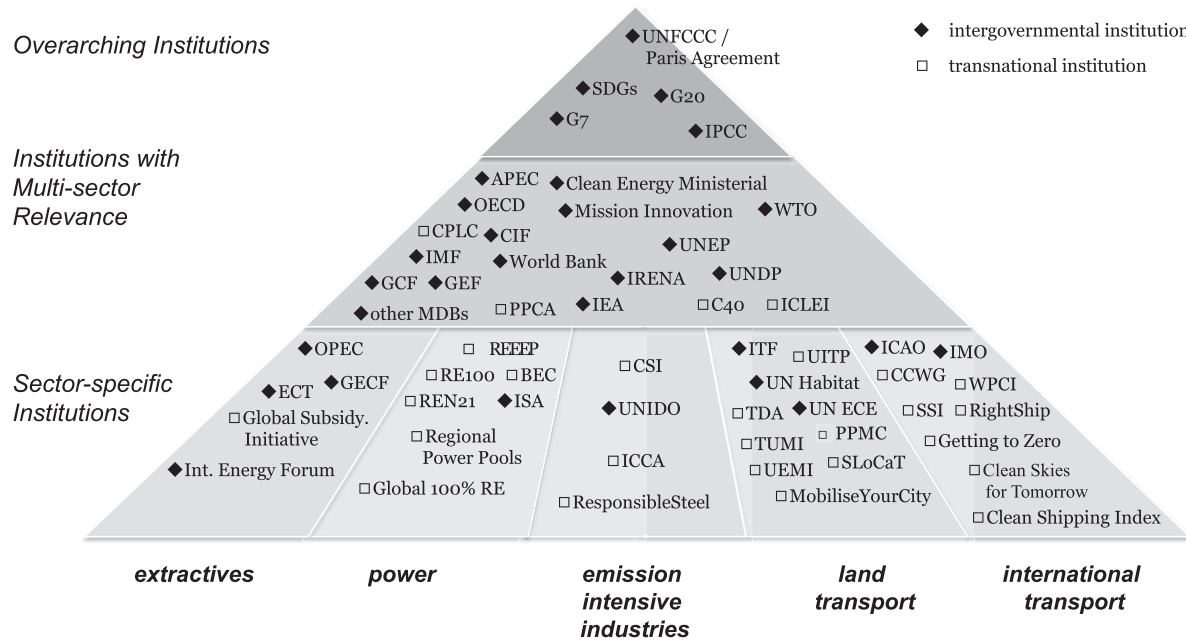 Overarching Institutions
UNFCCC /
Paris Agreement
SDGs
G20
G7
IPCC
intergovernmental institution
transnational institution
Institutions with
Multi-sector
Relevance
APEC
Clean Energy Ministerial
OECD
Mission Innovation
WTO
CPLC
CIF
UNEP
IMF
World Bank
UNDP
GCF
GEF
IRENA
other MDBs
PPCA
IEA
C40
ICLEI
Sector-specific
Institutions
OPEC
ECT
GECF
Global Subsidy.
Initiative
Int. Energy Forum
REEEP
RE100
BEC
REN21
ISA
Regional
Power Pools
Global 100% RE
CSI
UNIDO
ICCA
ResponsibleSteel
ITF
UITP
UN Habitat
TDA
UN ECE
TUMI
PPMC
UEMI
SLoCaT
MobiliseYourCity
ICAO
IMO
CCWG
WPCI
SSI
RightShip
Getting to Zero
Clean Skies
for Tomorrow
Clean Shipping Index
extractives
power
emission
intensive
industries
land
transport
international
transport